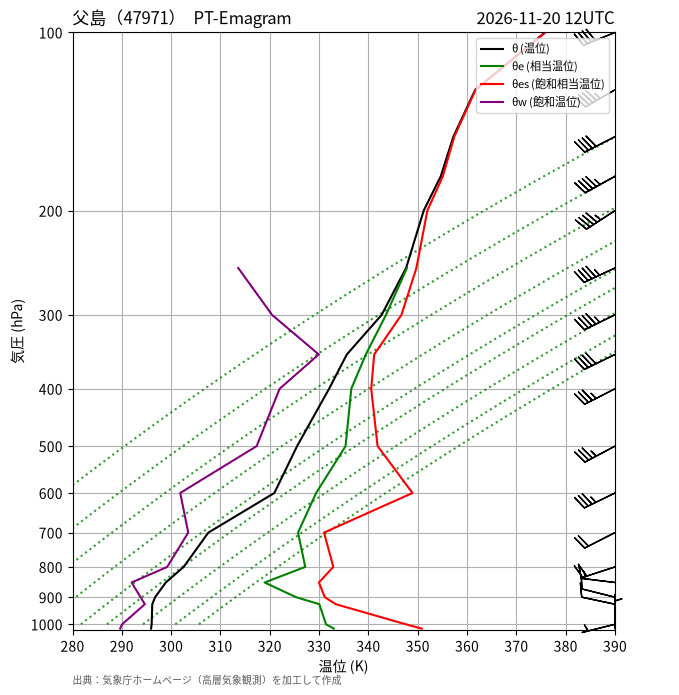 父島（47971） PT-Emagram
2026-11-20 12UTC
θ (温位)
θe (相当温位)
θes (飽和相当温位)
θw (飽和温位)
100
200
300
400
500
600
700
800
900
1000
気圧 (hPa)
280 290 300 310 320 330 340 350 360 370 380 390
温位 (K)
出典：気象庁ホームページ（高層気象観測）を加工して作成